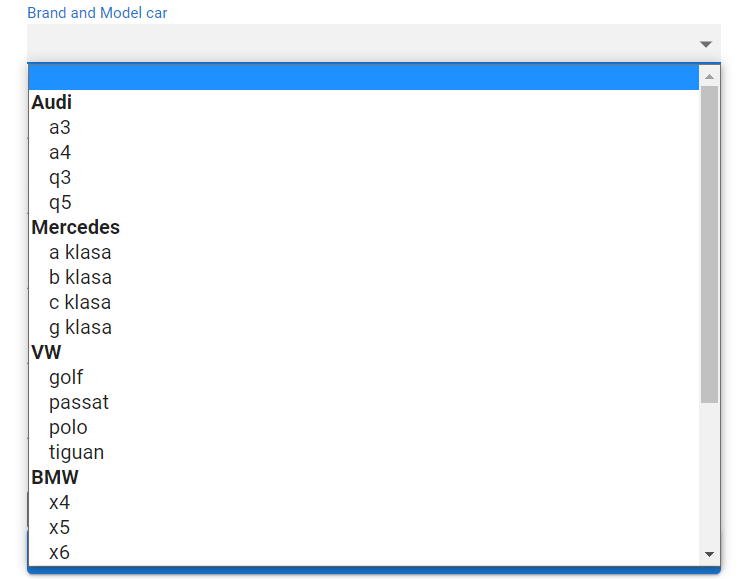 Brand and Model car
Audi
a3
a4
q3
q5
Mercedes
a klasa
b klasa
c klasa
g klasa
VW
golf
passat
polo
tiguan
BMW
x4
x5
x6